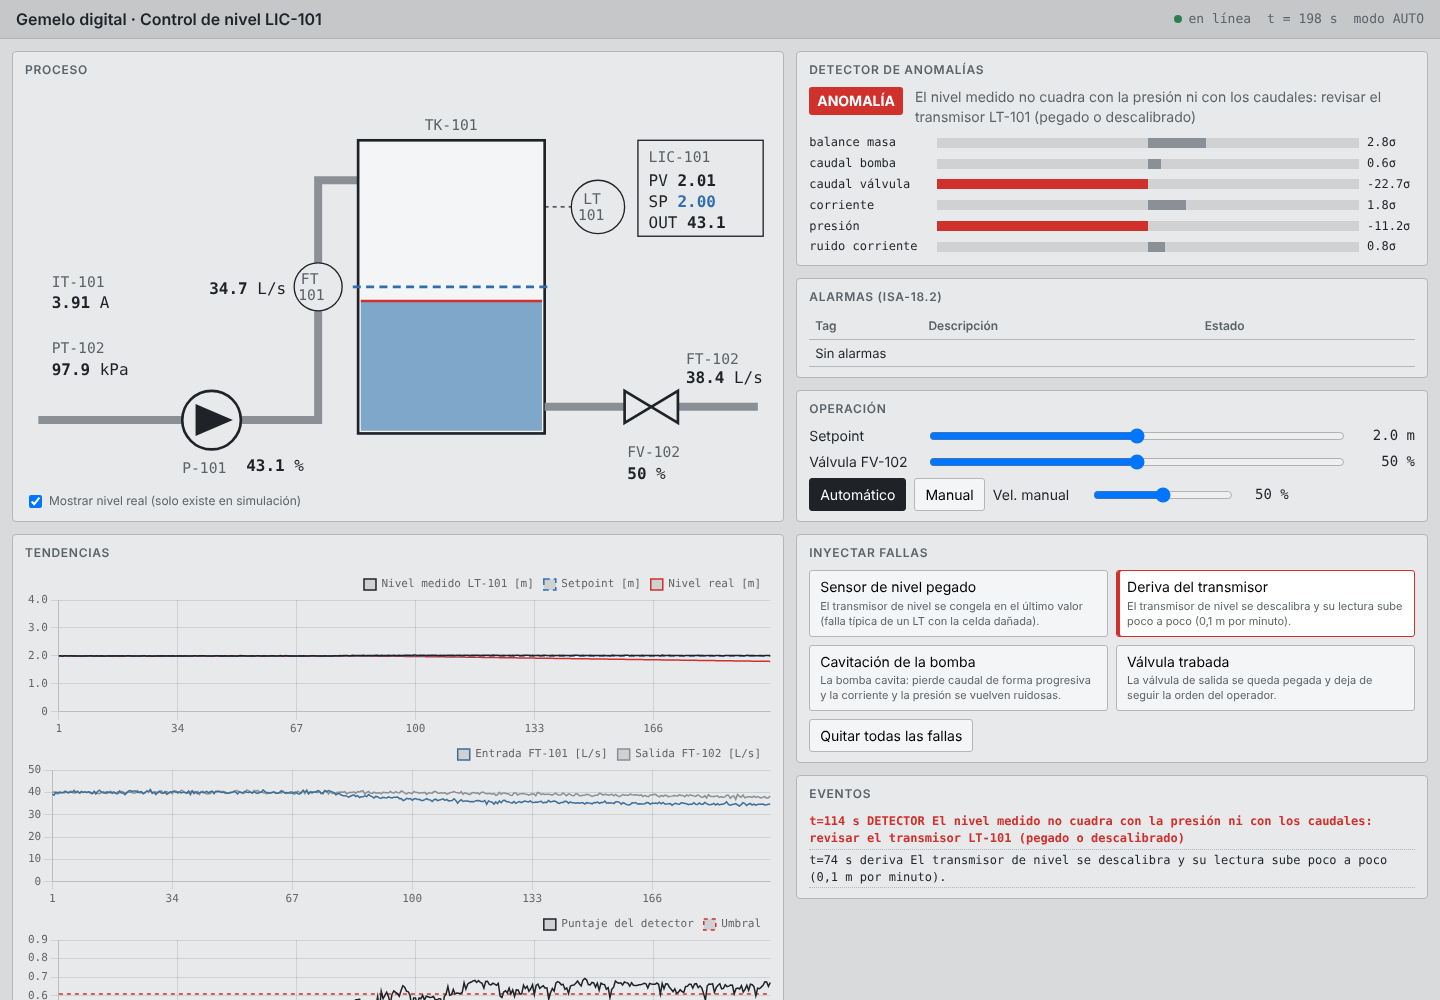 Gemelo digital · Control de nivel LIC-101
en línea t = 198 s modo AUTO
PROCESO
TK-101
LIC-101
PV 2.01
SP 2.00
OUT 43.1
LT
101
IT-101
3.91 A
34.7 L/s
FT
101
PT-102
97.9 kPa
FT-102
38.4 L/s
P-101 43.1 %
FV-102
50 %
Mostrar nivel real (solo existe en simulación)
TENDENCIAS
Nivel medido LT-101 [m] Setpoint [m] Nivel real [m]
4.0
3.0
2.0
1.0
0
1 34 67 100 133 166
Entrada FT-101 [L/s] Salida FT-102 [L/s]
50
40
30
20
10
0
1 34 67 100 133 166
Puntaje del detector Umbral
0.9
0.8
0.7
0.6
DETECTOR DE ANOMALÍAS
ANOMALÍA
El nivel medido no cuadra con la presión ni con los caudales: revisar el
transmisor LT-101 (pegado o descalibrado)
balance masa 2.8σ
caudal bomba 0.6σ
caudal válvula -22.7σ
corriente 1.8σ
presión -11.2σ
ruido corriente 0.8σ
ALARMAS (ISA-18.2)
Tag Descripción Estado
Sin alarmas
OPERACIÓN
Setpoint 2.0 m
Válvula FV-102 50 %
Automático Manual Vel. manual 50 %
INYECTAR FALLAS
Sensor de nivel pegado
El transmisor de nivel se congela en el último valor
(falla típica de un LT con la celda dañada).
Deriva del transmisor
El transmisor de nivel se descalibra y su lectura sube
poco a poco (0,1 m por minuto).
Cavitación de la bomba
La bomba cavita: pierde caudal de forma progresiva
y la corriente y la presión se vuelven ruidosas.
Válvula trabada
La válvula de salida se queda pegada y deja de
seguir la orden del operador.
Quitar todas las fallas
EVENTOS
t=114 s DETECTOR El nivel medido no cuadra con la presión ni con los caudales:
revisar el transmisor LT-101 (pegado o descalibrado)
t=74 s deriva El transmisor de nivel se descalibra y su lectura sube poco a poco
(0,1 m por minuto).